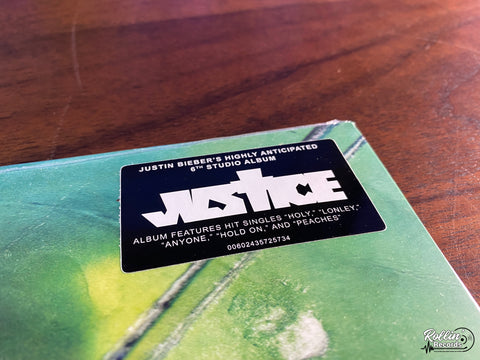 JUSTIN BIEBER'S HIGHLY ANTICIPATED
6TH STUDIO ALBUM
JUSTICE
ALBUM FEATURES HIT SINGLES "HOLY," "LONLEY,"
"ANYONE," "HOLD ON," AND "PEACHES"
00602435725734
Rollin'
Records